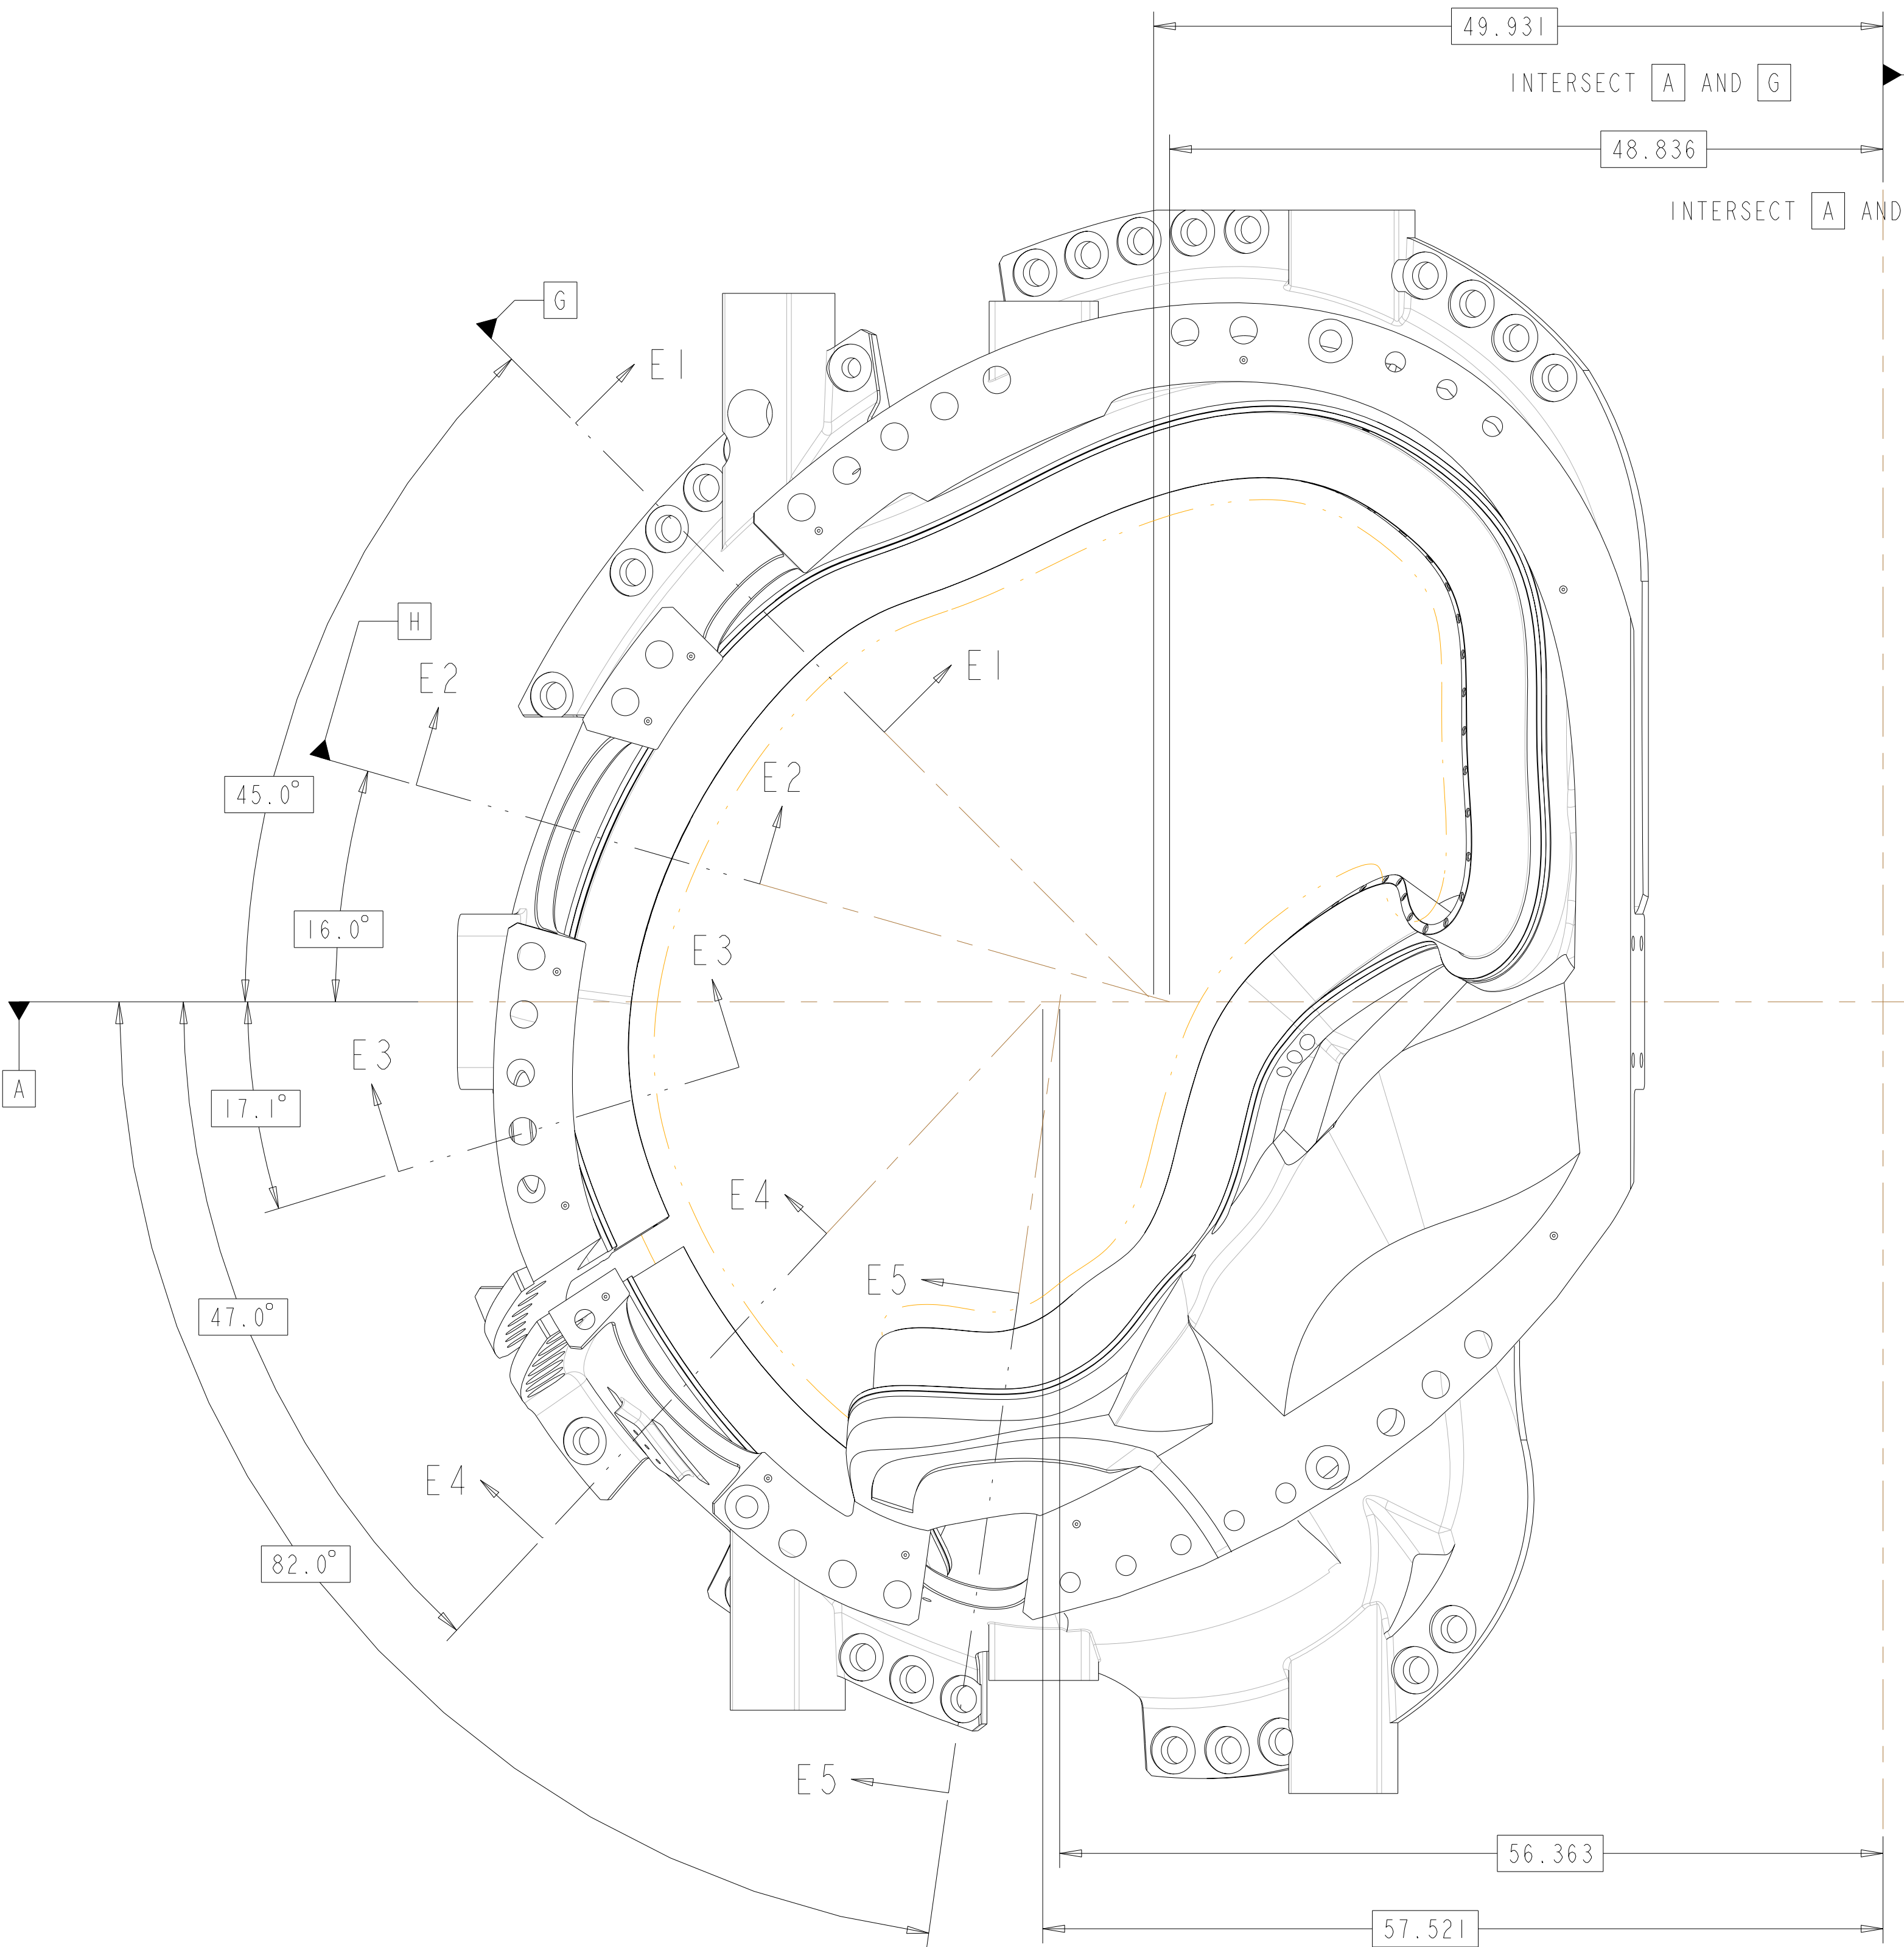 49.931
INTERSECT A AND G
48.836
INTERSECT A AND
G
E1
H
E1
E2
E2
45.0°
16.0°
E3
E3
A
17.1°
E4
E5
47.0°
E4
82.0°
E5
56.363
57.521